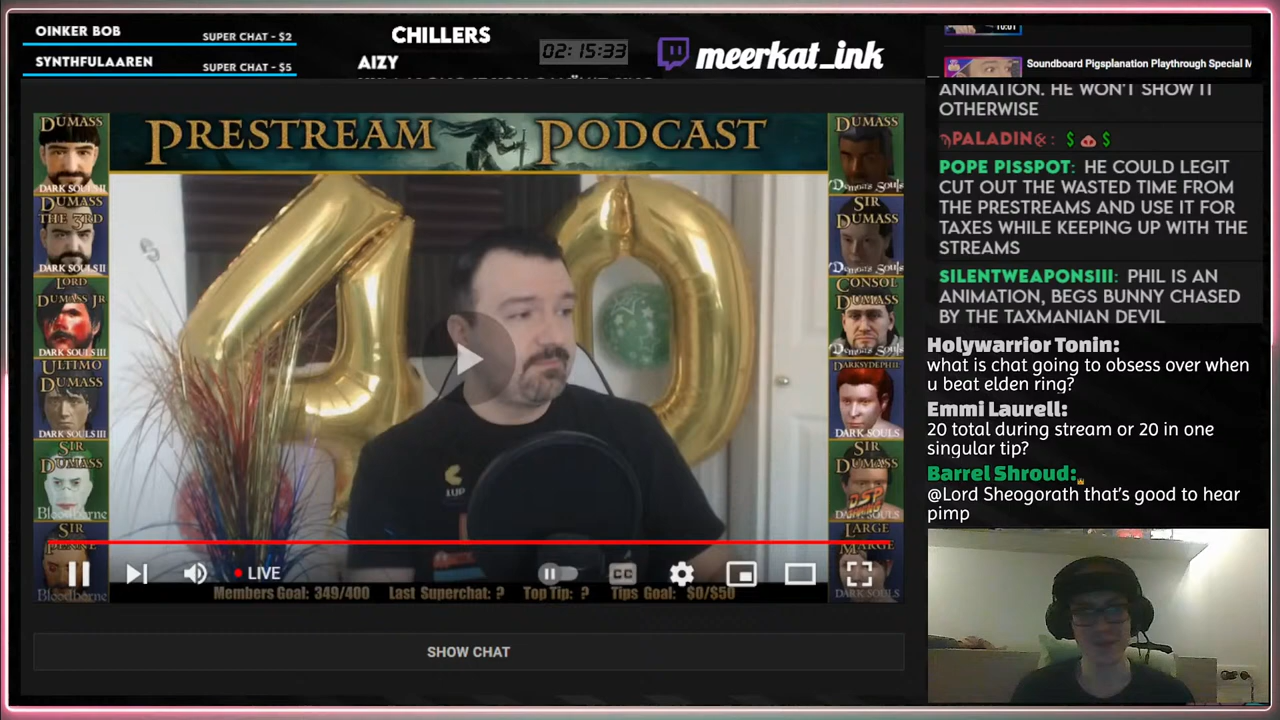 OINKER BOB
SUPER CHAT - $2
SYNTHFULAAREN
SUPER CHAT - $5
CHILLERS
AIZY
02:15:33
meerkat_ink
Soundboard Pigsplanation Playthrough Special M
ANIMATION. HE WON'T SHOW IT
OTHERWISE
PALADIN : $ $
POPE PISSPOT: HE COULD LEGIT
CUT OUT THE WASTED TIME FROM
THE PRESTREAMS AND USE IT FOR
TAXES WHILE KEEPING UP WITH THE
STREAMS
SILENTWEAPONSIII: PHIL IS AN
ANIMATION, BEGS BUNNY CHASED
BY THE TAXMANIAN DEVIL
Holywarrior Tonin:
what is chat going to obsess over when
u beat elden ring?
Emmi Laurell:
20 total during stream or 20 in one
singular tip?
Barrel Shroud:
@Lord Sheogorath that's good to hear
pimp
PRESTREAM PODCAST
DUMASS
DARK SOULS II
DUMASS
THE 3RD
DARK SOULS II
LORD
DUMASS JR
DARK SOULS III
ULTIMO
DUMASS
DARK SOULS III
SIR
DUMASS
Bloodborne
SIR
Bloodborne
DUMASS
Demon's Souls
SIR
DUMASS
Demon's Souls
CONSOL
DUMASS
Demon's Souls
DARKSYDEPHIL
DARK SOULS
SIR
DUMASS
DSP
DARK SOULS
LARGE
MARGE
DARK SOULS
40
1UP
LIVE
CC
Members Goal: 349/400 Last Superchat: ? Top Tip: ? Tips Goal: $0/$50
SHOW CHAT